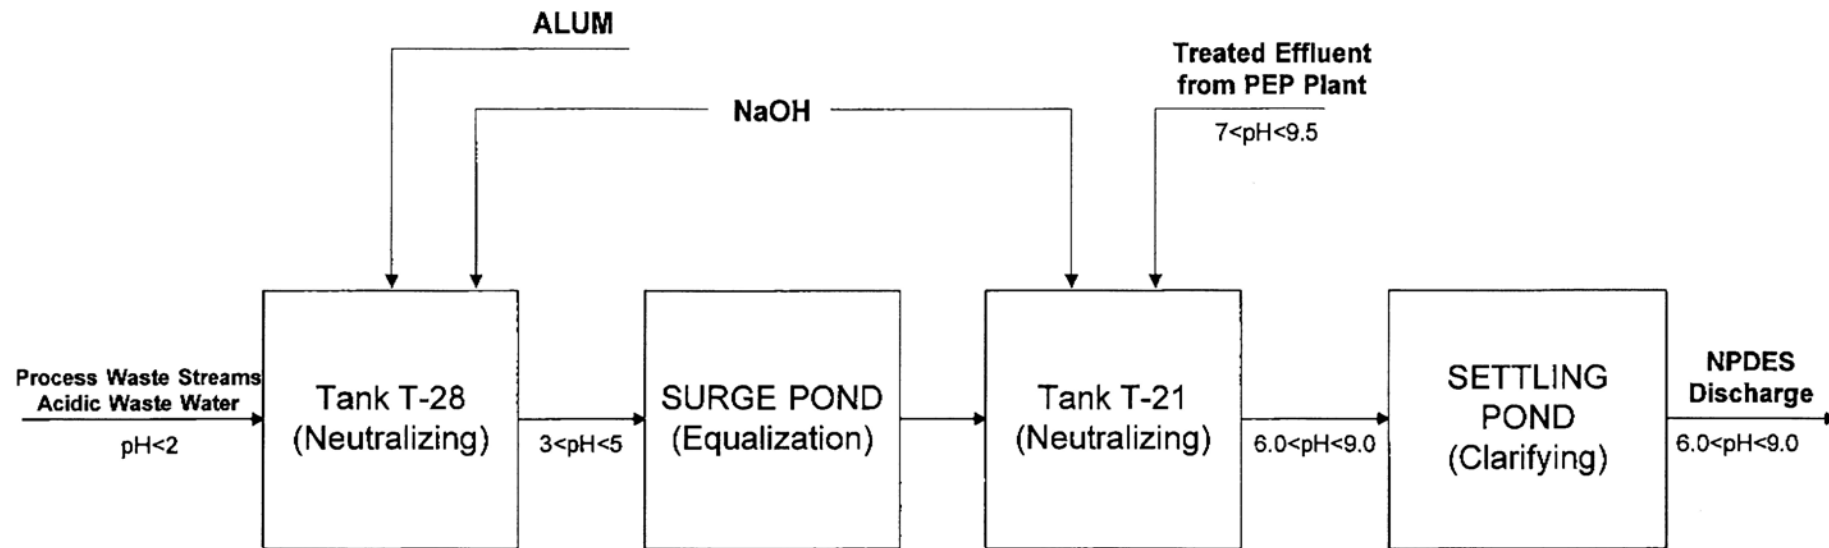 ALUM
NaOH
Treated Effluent
from PEP Plant
7<pH<9.5
Process Waste Streams
Acidic Waste Water
pH<2
Tank T-28
(Neutralizing)
3<pH<5
SURGE POND
(Equalization)
Tank T-21
(Neutralizing)
6.0<pH<9.0
SETTLING
POND
(Clarifying)
NPDES
Discharge
6.0<pH<9.0